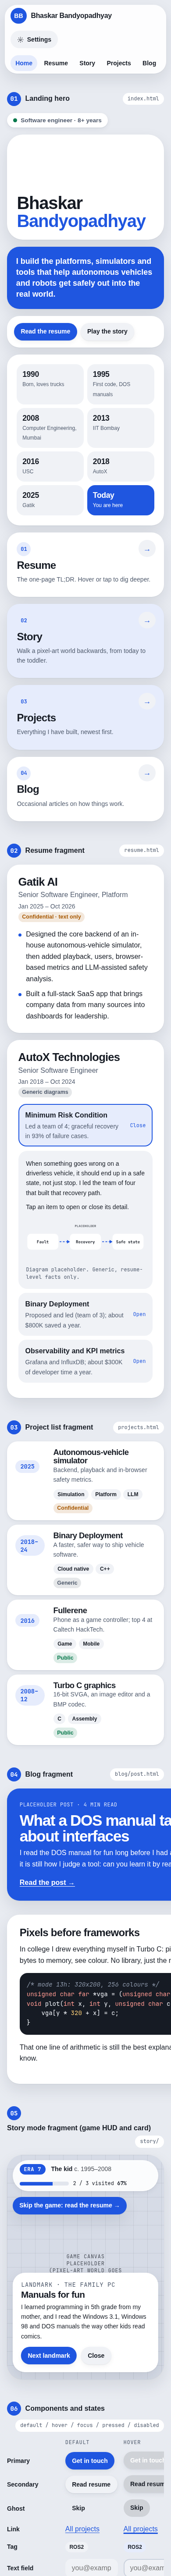 BB Bhaskar Bandyopadhyay
Settings
Home Resume Story Projects Blog
01 Landing hero index.html
Software engineer · 8+ years
Bhaskar
Bandyopadhyay
I build the platforms, simulators and
tools that help autonomous vehicles
and robots get safely out into the
real world.
Read the resume Play the story
1990 1995
Born, loves trucks First code, DOS
manuals
2008 2013
Computer Engineering, IIT Bombay
Mumbai
2016 2018
USC AutoX
2025 Today
Gatik You are here
01 →
Resume
The one-page TL;DR. Hover or tap to dig deeper.
02 →
Story
Walk a pixel-art world backwards, from today to
the toddler.
03 →
Projects
Everything I have built, newest first.
04 →
Blog
Occasional articles on how things work.
02 Resume fragment resume.html
Gatik AI
Senior Software Engineer, Platform
Jan 2025 – Oct 2026
Confidential · text only
Designed the core backend of an in-
house autonomous-vehicle simulator,
then added playback, users, browser-
based metrics and LLM-assisted safety
analysis.
Built a full-stack SaaS app that brings
company data from many sources into
dashboards for leadership.
AutoX Technologies
Senior Software Engineer
Jan 2018 – Oct 2024
Generic diagrams
Minimum Risk Condition
Led a team of 4; graceful recovery Close
in 93% of failure cases.
When something goes wrong on a
driverless vehicle, it should end up in a safe
state, not just stop. I led the team of four
that built that recovery path.
Tap an item to open or close its detail.
PLACEHOLDER
Fault Recovery Safe state
Diagram placeholder. Generic, resume-
level facts only.
Binary Deployment
Proposed and led (team of 3); about Open
$800K saved a year.
Observability and KPI metrics
Grafana and InfluxDB; about $300K Open
of developer time a year.
03 Project list fragment projects.html
2025 Autonomous-vehicle
simulator
Backend, playback and in-browser
safety metrics.
Simulation Platform LLM
Confidential
2018– Binary Deployment
24 A faster, safer way to ship vehicle
software.
Cloud native C++
Generic
2016 Fullerene
Phone as a game controller; top 4 at
Caltech HackTech.
Game Mobile
Public
2008– Turbo C graphics
12 16-bit SVGA, an image editor and a
BMP codec.
C Assembly
Public
04 Blog fragment blog/post.html
PLACEHOLDER POST · 4 MIN READ
What a DOS manual ta
about interfaces
I read the DOS manual for fun long before I had a
it is still how I judge a tool: can you learn it by rea
Read the post →
Pixels before frameworks
In college I drew everything myself in Turbo C: pi
bytes to memory, see colour. No library, just the m
/* mode 13h: 320x200, 256 colours */
unsigned char far *vga = (unsigned char
void plot(int x, int y, unsigned char c
vga[y * 320 + x] = c;
}
That one line of arithmetic is still the best explana
know.
05
Story mode fragment (game HUD and card)
story/
ERA 7 The kid c. 1995–2008
2 / 3 visited 67%
Skip the game: read the resume →
GAME CANVAS
PLACEHOLDER
(PIXEL-ART WORLD GOES
LANDMARK · THE FAMILY PC
Manuals for fun
I learned programming in 5th grade from my
mother, and I read the Windows 3.1, Windows
98 and DOS manuals the way other kids read
comics.
Next landmark Close
06 Components and states
default / hover / focus / pressed / disabled
DEFAULT HOVER
Primary Get in touch Get in touch
Secondary Read resume Read resum
Ghost Skip Skip
Link All projects All projects
Tag ROS2 ROS2
Text field you@examp you@examp